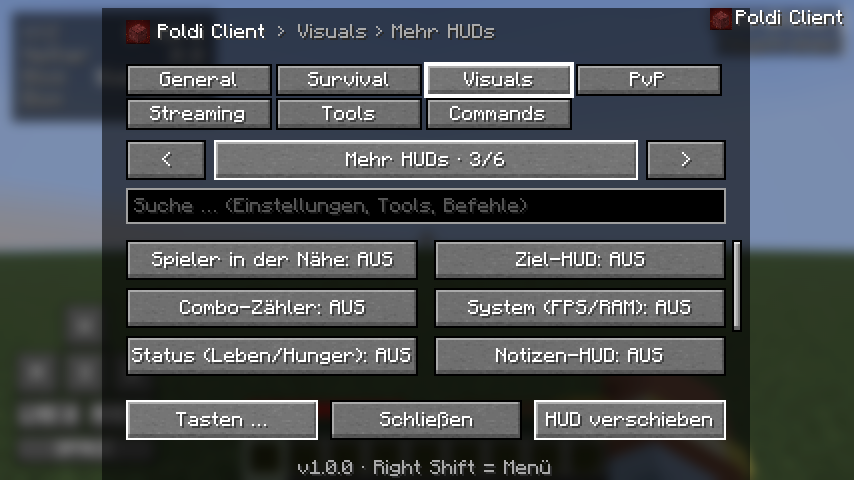 Poldi Client > Visuals > Mehr HUDs
Poldi Client
General Survival Visuals PvP
Streaming Tools Commands
< Mehr HUDs · 3/6 >
Suche ... (Einstellungen, Tools, Befehle)
Spieler in der Nähe: AUS Ziel-HUD: AUS
Combo-Zähler: AUS System (FPS/RAM): AUS
Status (Leben/Hunger): AUS Notizen-HUD: AUS
Tasten ... Schließen HUD verschieben
v1.0.0 · Right Shift = Menü